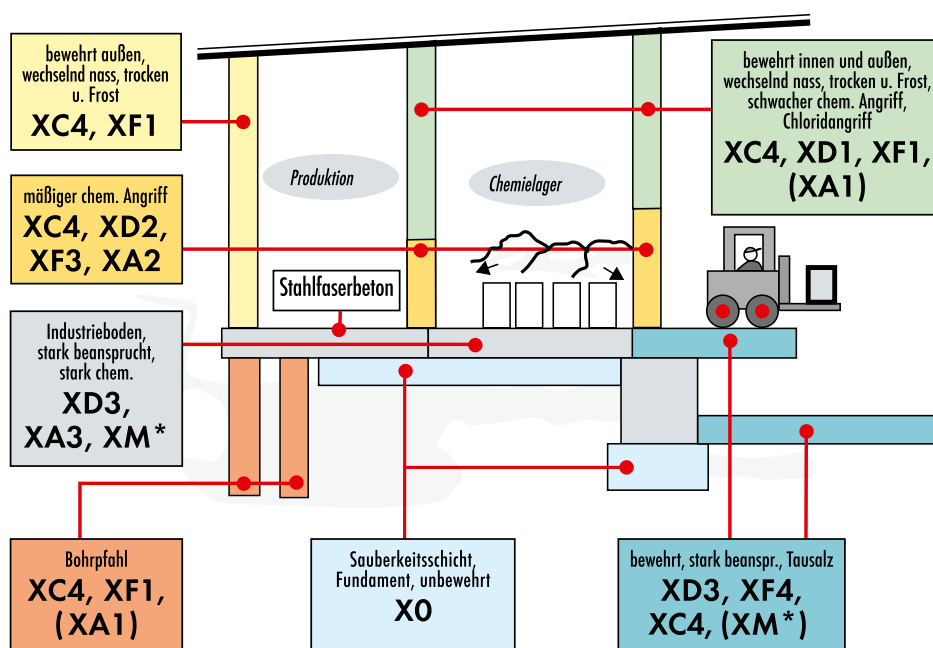 bewehrt außen,
wechselnd nass, trocken
u. Frost
XC4, XF1
mäßiger chem. Angriff
XC4, XD2,
XF3, XA2
Industrieboden,
stark beansprucht,
stark chem.
XD3,
XA3, XM*
Produktion
Chemielager
Stahlfaserbeton
bewehrt innen und außen,
wechselnd nass, trocken u. Frost,
schwacher chem. Angriff,
Chloridangriff
XC4, XD1, XF1,
(XA1)
Bohrpfahl
XC4, XF1,
(XA1)
Sauberkeitsschicht,
Fundament, unbewehrt
X0
bewehrt, stark beanspr., Tausalz
XD3, XF4,
XC4, (XM*)